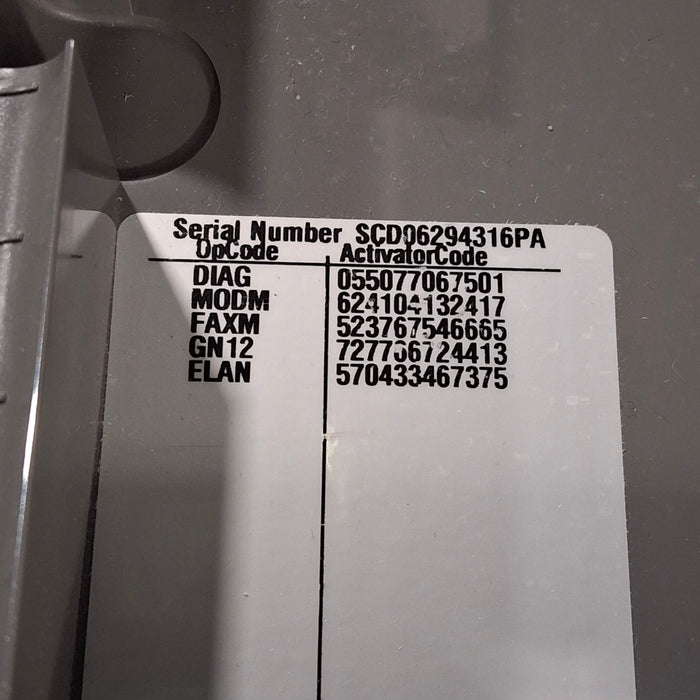 Serial Number SCD06294316PA
OpCode ActivatorCode
DIAG 055077067501
MODM 624104132417
FAXM 523767546665
GN12 727736724413
ELAN 570433467375